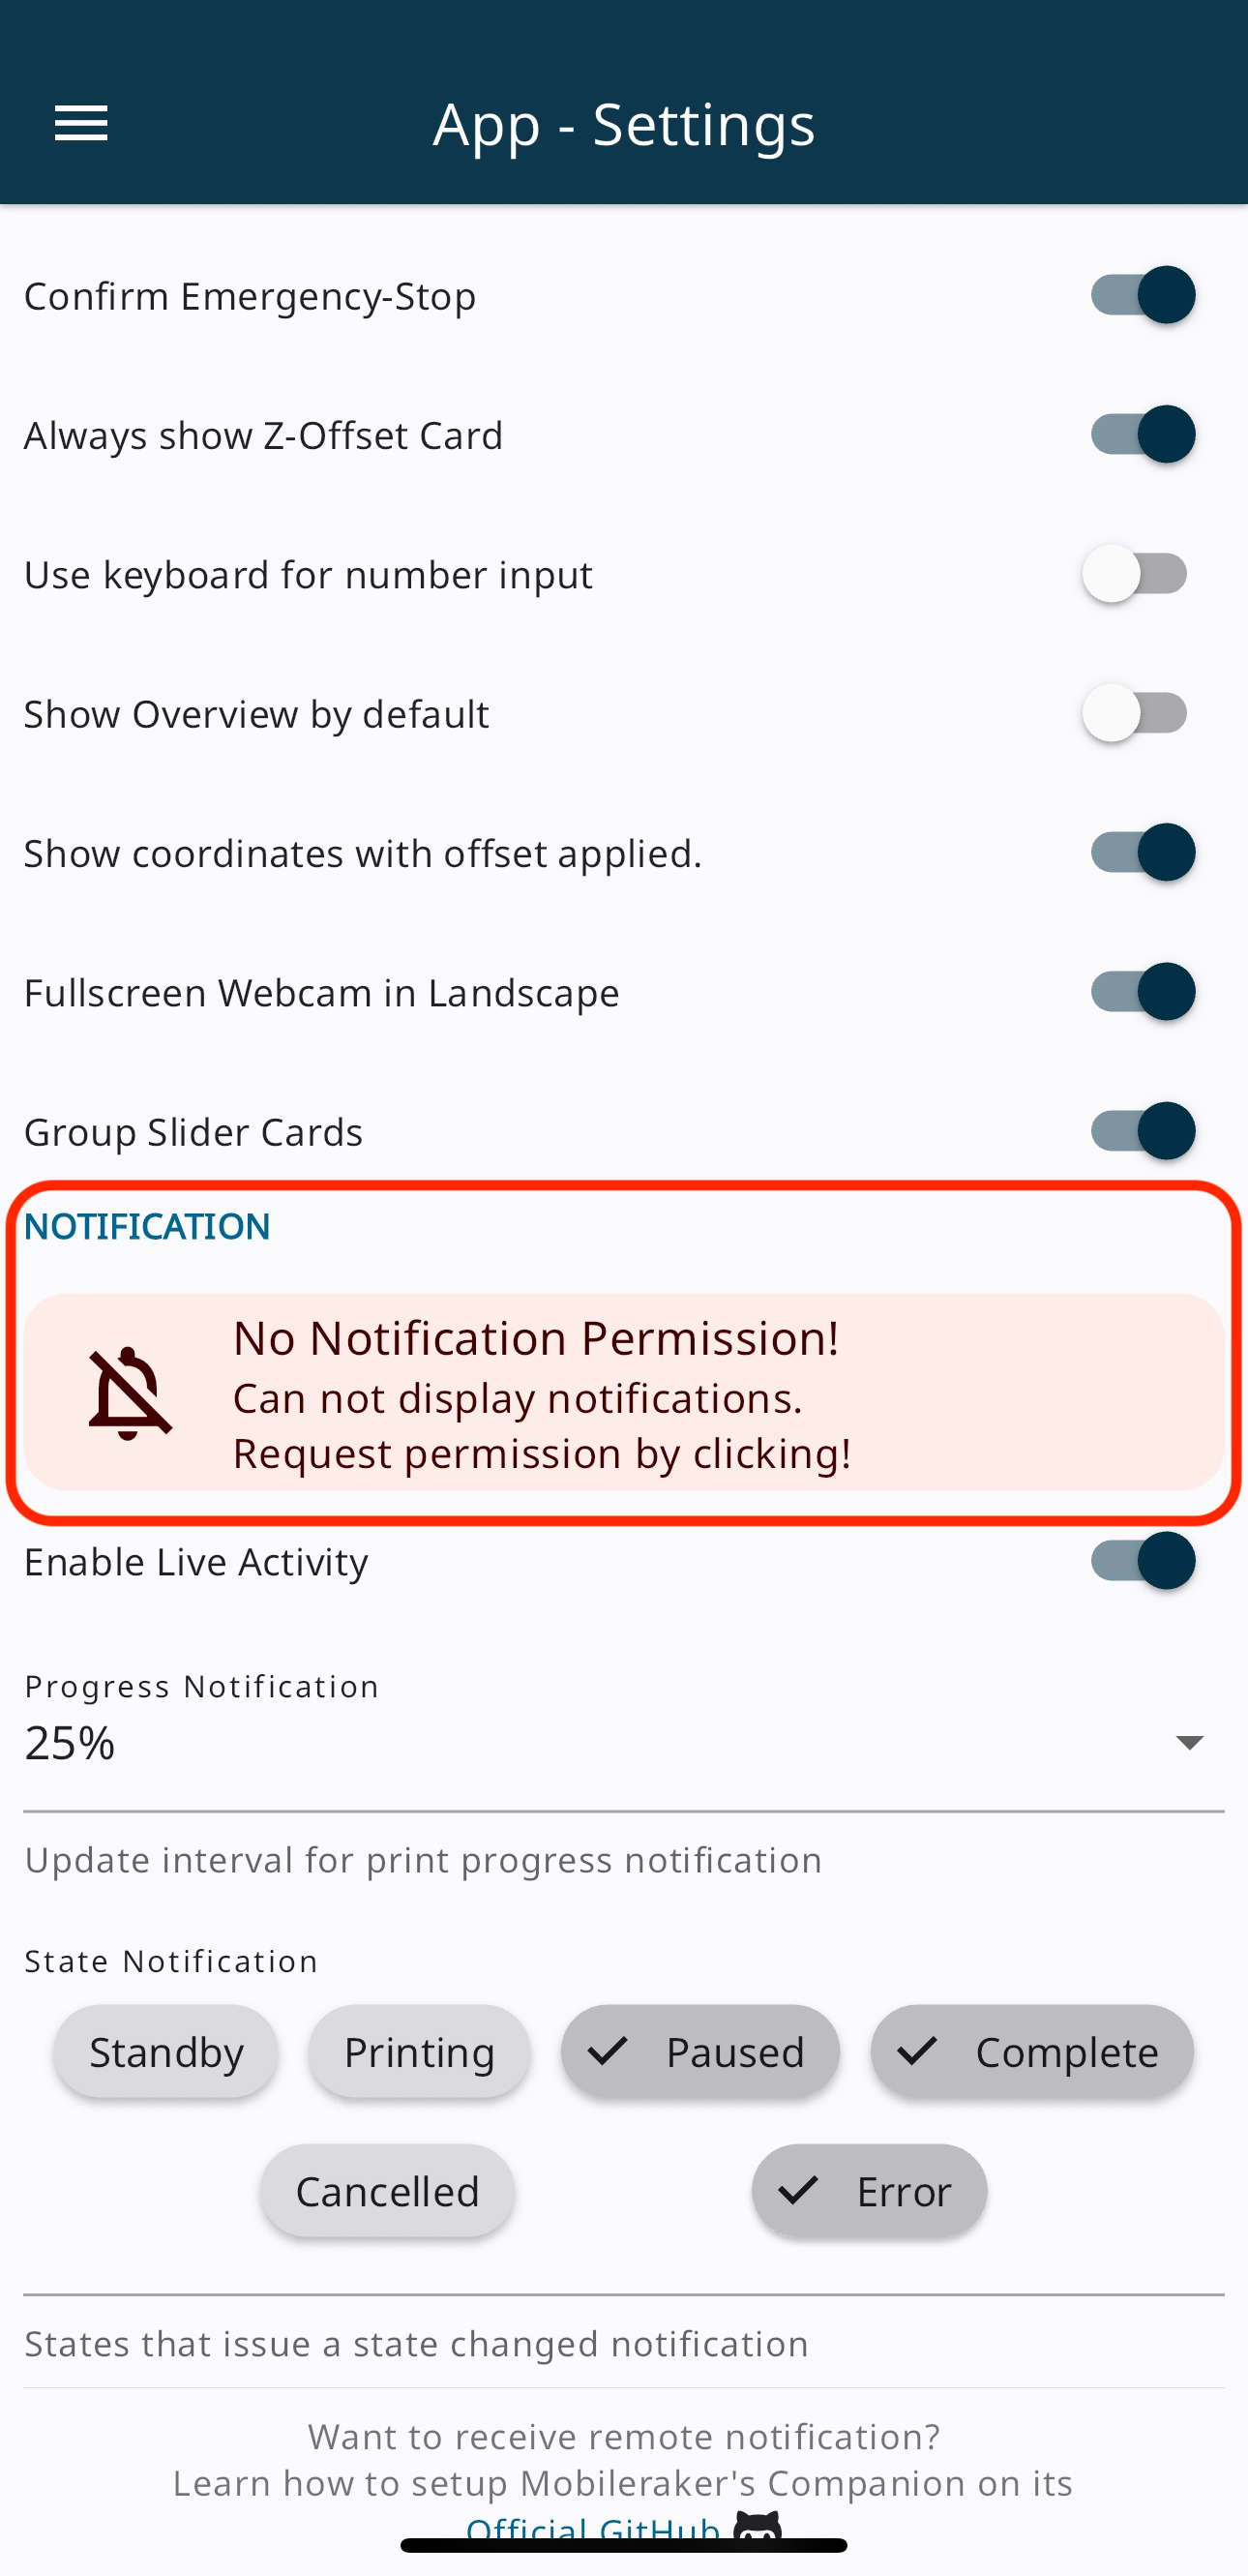 App - Settings
Confirm Emergency-Stop
Always show Z-Offset Card
Use keyboard for number input
Show Overview by default
Show coordinates with offset applied.
Fullscreen Webcam in Landscape
Group Slider Cards
NOTIFICATION
No Notification Permission!
Can not display notifications.
Request permission by clicking!
Enable Live Activity
Progress Notification
25%
Update interval for print progress notification
State Notification
Standby Printing Paused Complete
Cancelled Error
States that issue a state changed notification
Want to receive remote notification?
Learn how to setup Mobileraker's Companion on its
Official GitHub